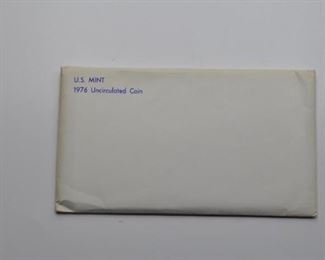 U.S. MINT
1976 Uncirculated Coin